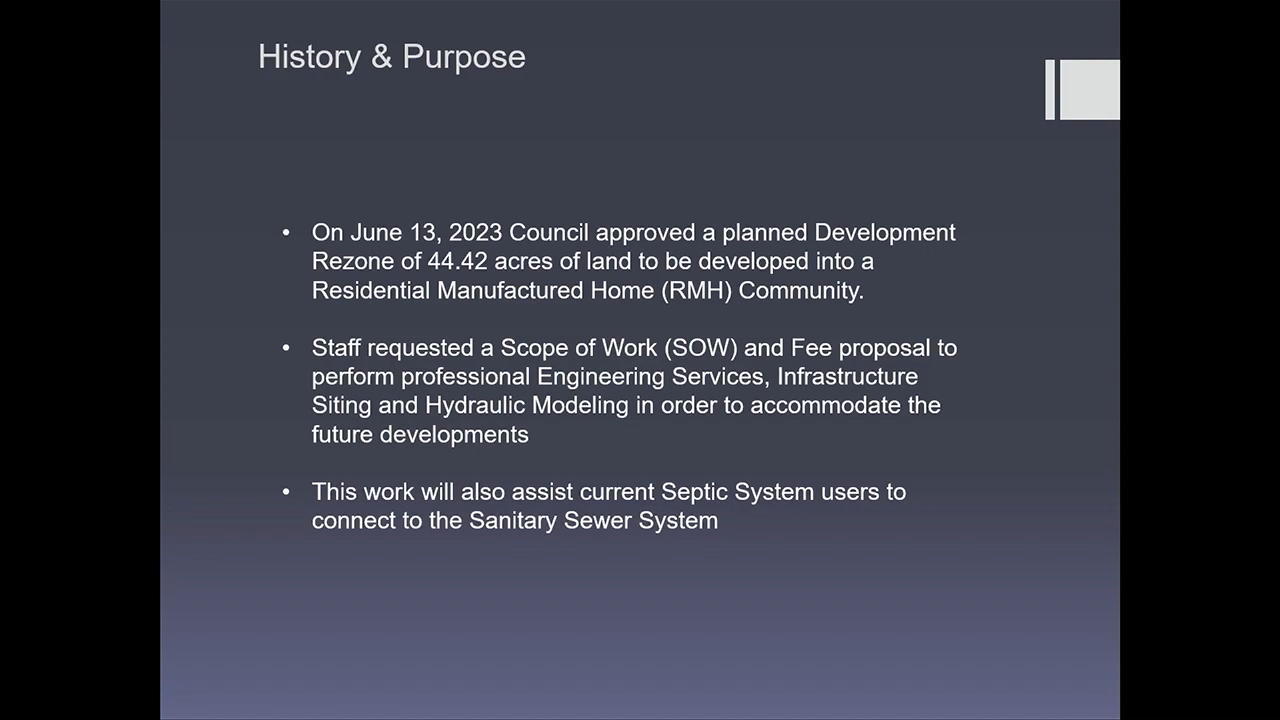 History & Purpose
• On June 13, 2023 Council approved a planned Development
Rezone of 44.42 acres of land to be developed into a
Residential Manufactured Home (RMH) Community.
• Staff requested a Scope of Work (SOW) and Fee proposal to
perform professional Engineering Services, Infrastructure
Siting and Hydraulic Modeling in order to accommodate the
future developments
• This work will also assist current Septic System users to
connect to the Sanitary Sewer System